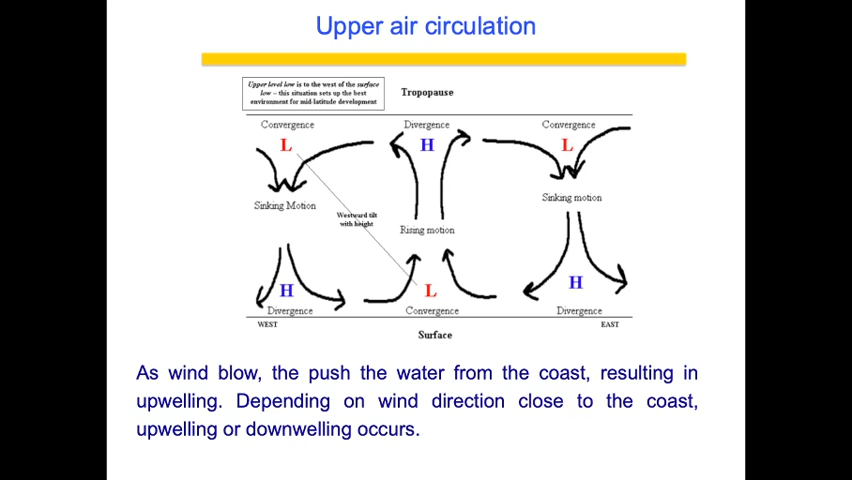 Upper air circulation
Upper level low is to the west of the surface
low – this situation sets up the best
environment for mid-latitude development
Tropopause
Convergence
Divergence
Convergence
L
H
L
Sinking Motion
Sinking motion
Westward tilt
with height
Rising motion
H
L
H
Divergence
Convergence
Divergence
WEST
EAST
Surface
As wind blow, the push the water from the coast, resulting in
upwelling. Depending on wind direction close to the coast,
upwelling or downwelling occurs.